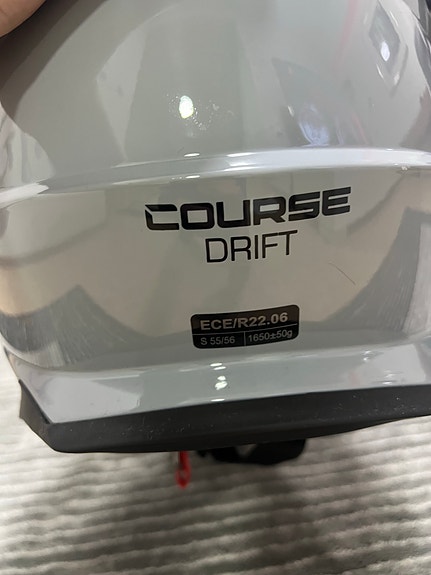 COURSE
DRIFT
ECE/R22.06
S 55/56 1650±50g